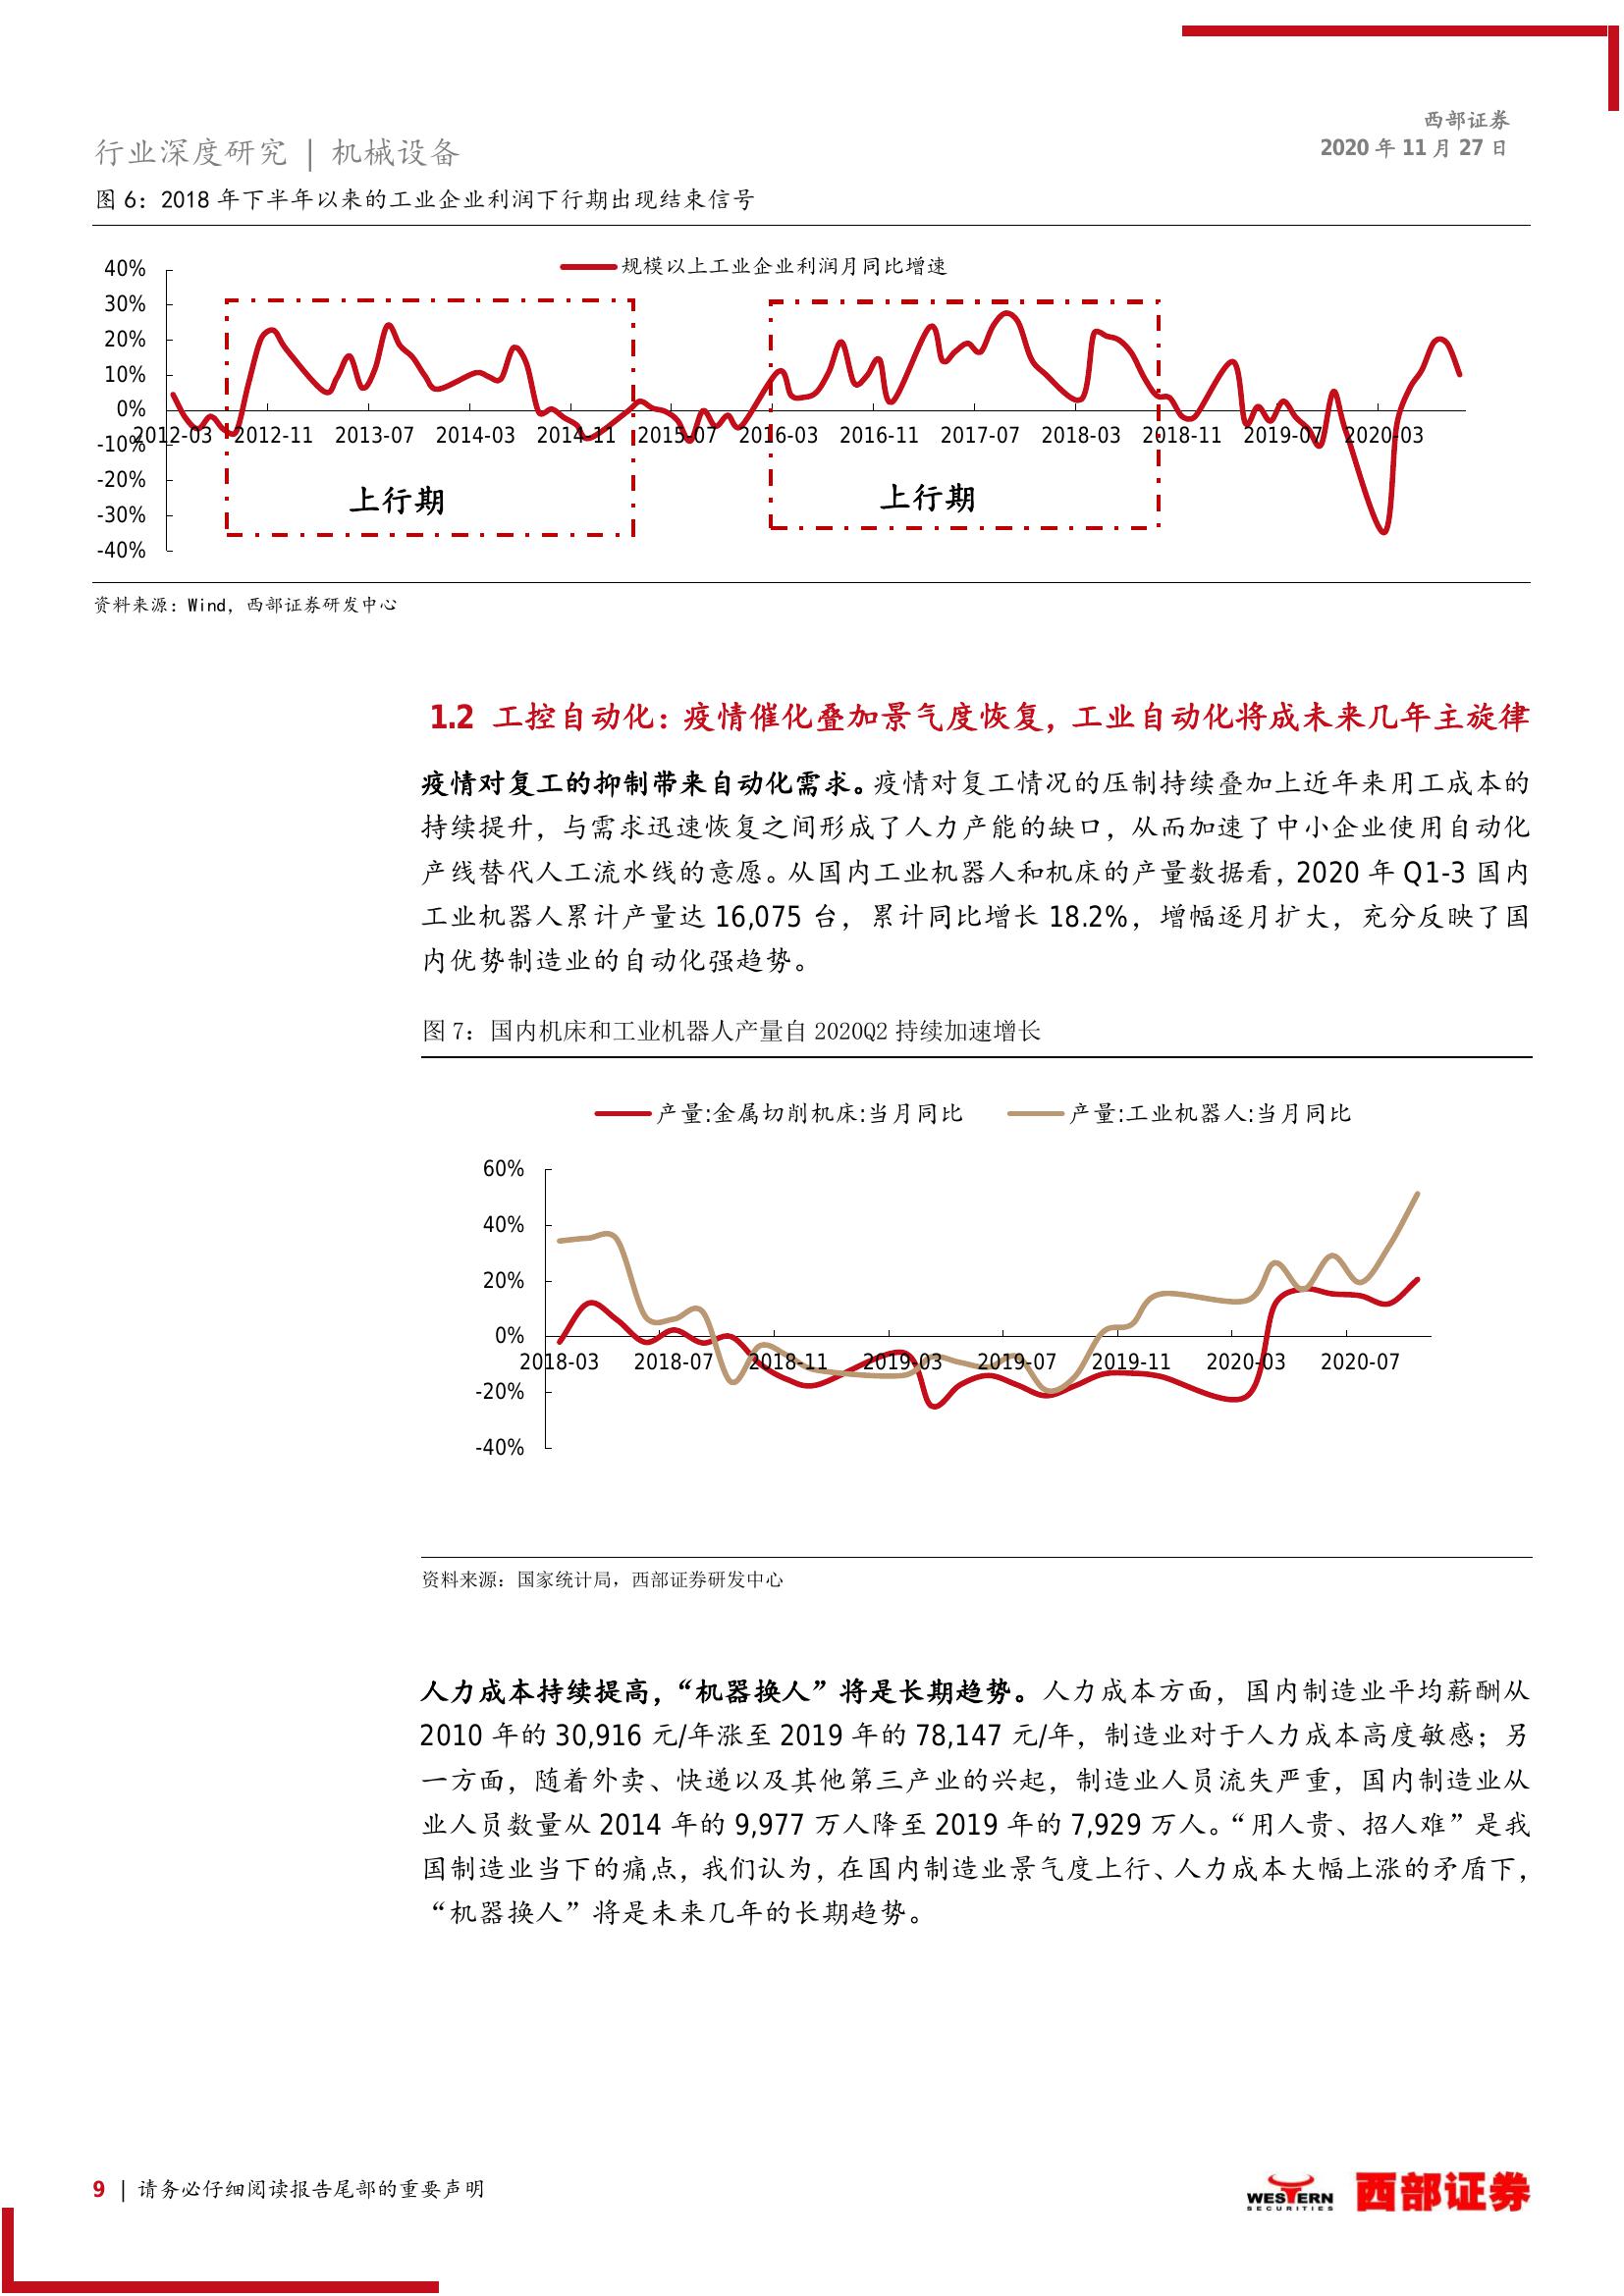 西部证券
行业深度研究 | 机械设备
2020 年 11 月 27 日
图 6：2018 年下半年以来的工业企业利润下行期出现结束信号
规模以上工业企业利润月同比增速
40%
30%
20%
10%
0%
-10%
-20%
-30%
-40%
2012-03 2012-11 2013-07 2014-03 2014-11 2015-07 2016-03 2016-11 2017-07 2018-03 2018-11 2019-07 2020-03
上行期 上行期
资料来源：Wind，西部证券研发中心
1.2 工控自动化：疫情催化叠加景气度恢复，工业自动化将成未来几年主旋律
疫情对复工的抑制带来自动化需求。疫情对复工情况的压制持续叠加上近年来用工成本的
持续提升，与需求迅速恢复之间形成了人力产能的缺口，从而加速了中小企业使用自动化
产线替代人工流水线的意愿。从国内工业机器人和机床的产量数据看，2020 年 Q1-3 国内
工业机器人累计产量达 16,075 台，累计同比增长 18.2%，增幅逐月扩大，充分反映了国
内优势制造业的自动化强趋势。
图 7：国内机床和工业机器人产量自 2020Q2 持续加速增长
产量:金属切削机床:当月同比 产量:工业机器人:当月同比
60%
40%
20%
0%
-20%
-40%
2018-03 2018-07 2018-11 2019-03 2019-07 2019-11 2020-03 2020-07
资料来源：国家统计局，西部证券研发中心
人力成本持续提高，“机器换人”将是长期趋势。人力成本方面，国内制造业平均薪酬从
2010 年的 30,916 元/年涨至 2019 年的 78,147 元/年，制造业对于人力成本高度敏感；另
一方面，随着外卖、快递以及其他第三产业的兴起，制造业人员流失严重，国内制造业从
业人员数量从 2014 年的 9,977 万人降至 2019 年的 7,929 万人。“用人贵、招人难”是我
国制造业当下的痛点，我们认为，在国内制造业景气度上行、人力成本大幅上涨的矛盾下，
“机器换人”将是未来几年的长期趋势。
9 | 请务必仔细阅读报告尾部的重要声明
WESTERN
SECURITIES
西部证券